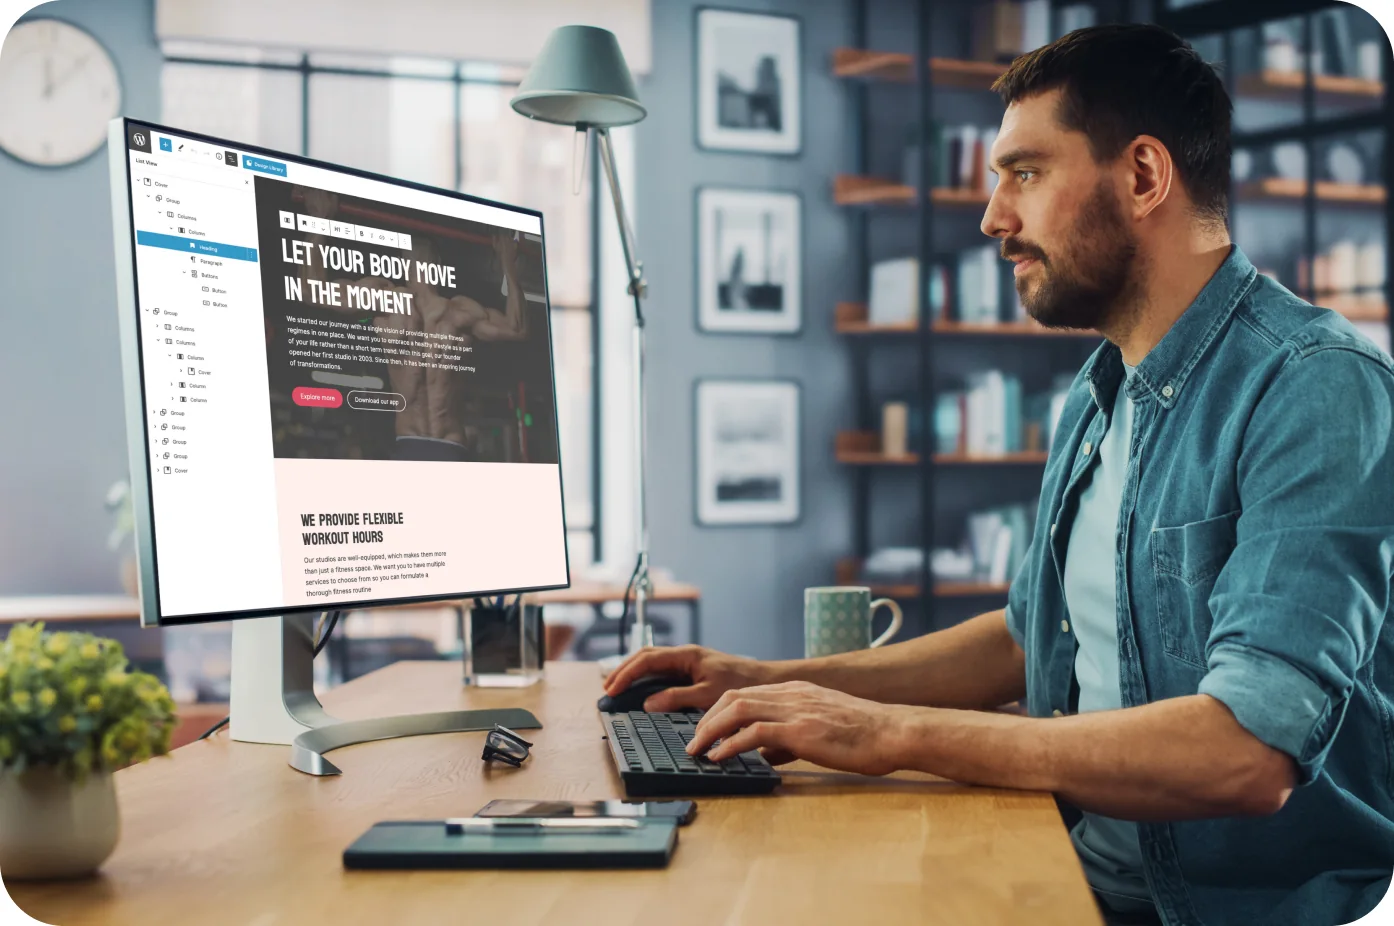 Design Library
List View
Cover
Group
Columns
Column
Heading
Paragraph
Buttons
Button
Button
Group
Columns
Columns
Column
Cover
Column
Column
Group
Group
Group
Group
Cover
H1
B
LET YOUR BODY MOVE
IN THE MOMENT
We started our journey with a single vision of providing multiple fitness
regimes in one place. We want you to embrace a healthy lifestyle as a part
of your life rather than a short term trend. With this goal, our founder
opened her first studio in 2003. Since then, it has been an inspiring journey
of transformations.
Explore more
Download our app
WE PROVIDE FLEXIBLE
WORKOUT HOURS
Our studios are well-equipped, which makes them more
than just a fitness space. We want you to have multiple
services to choose from so you can formulate a
thorough fitness routine